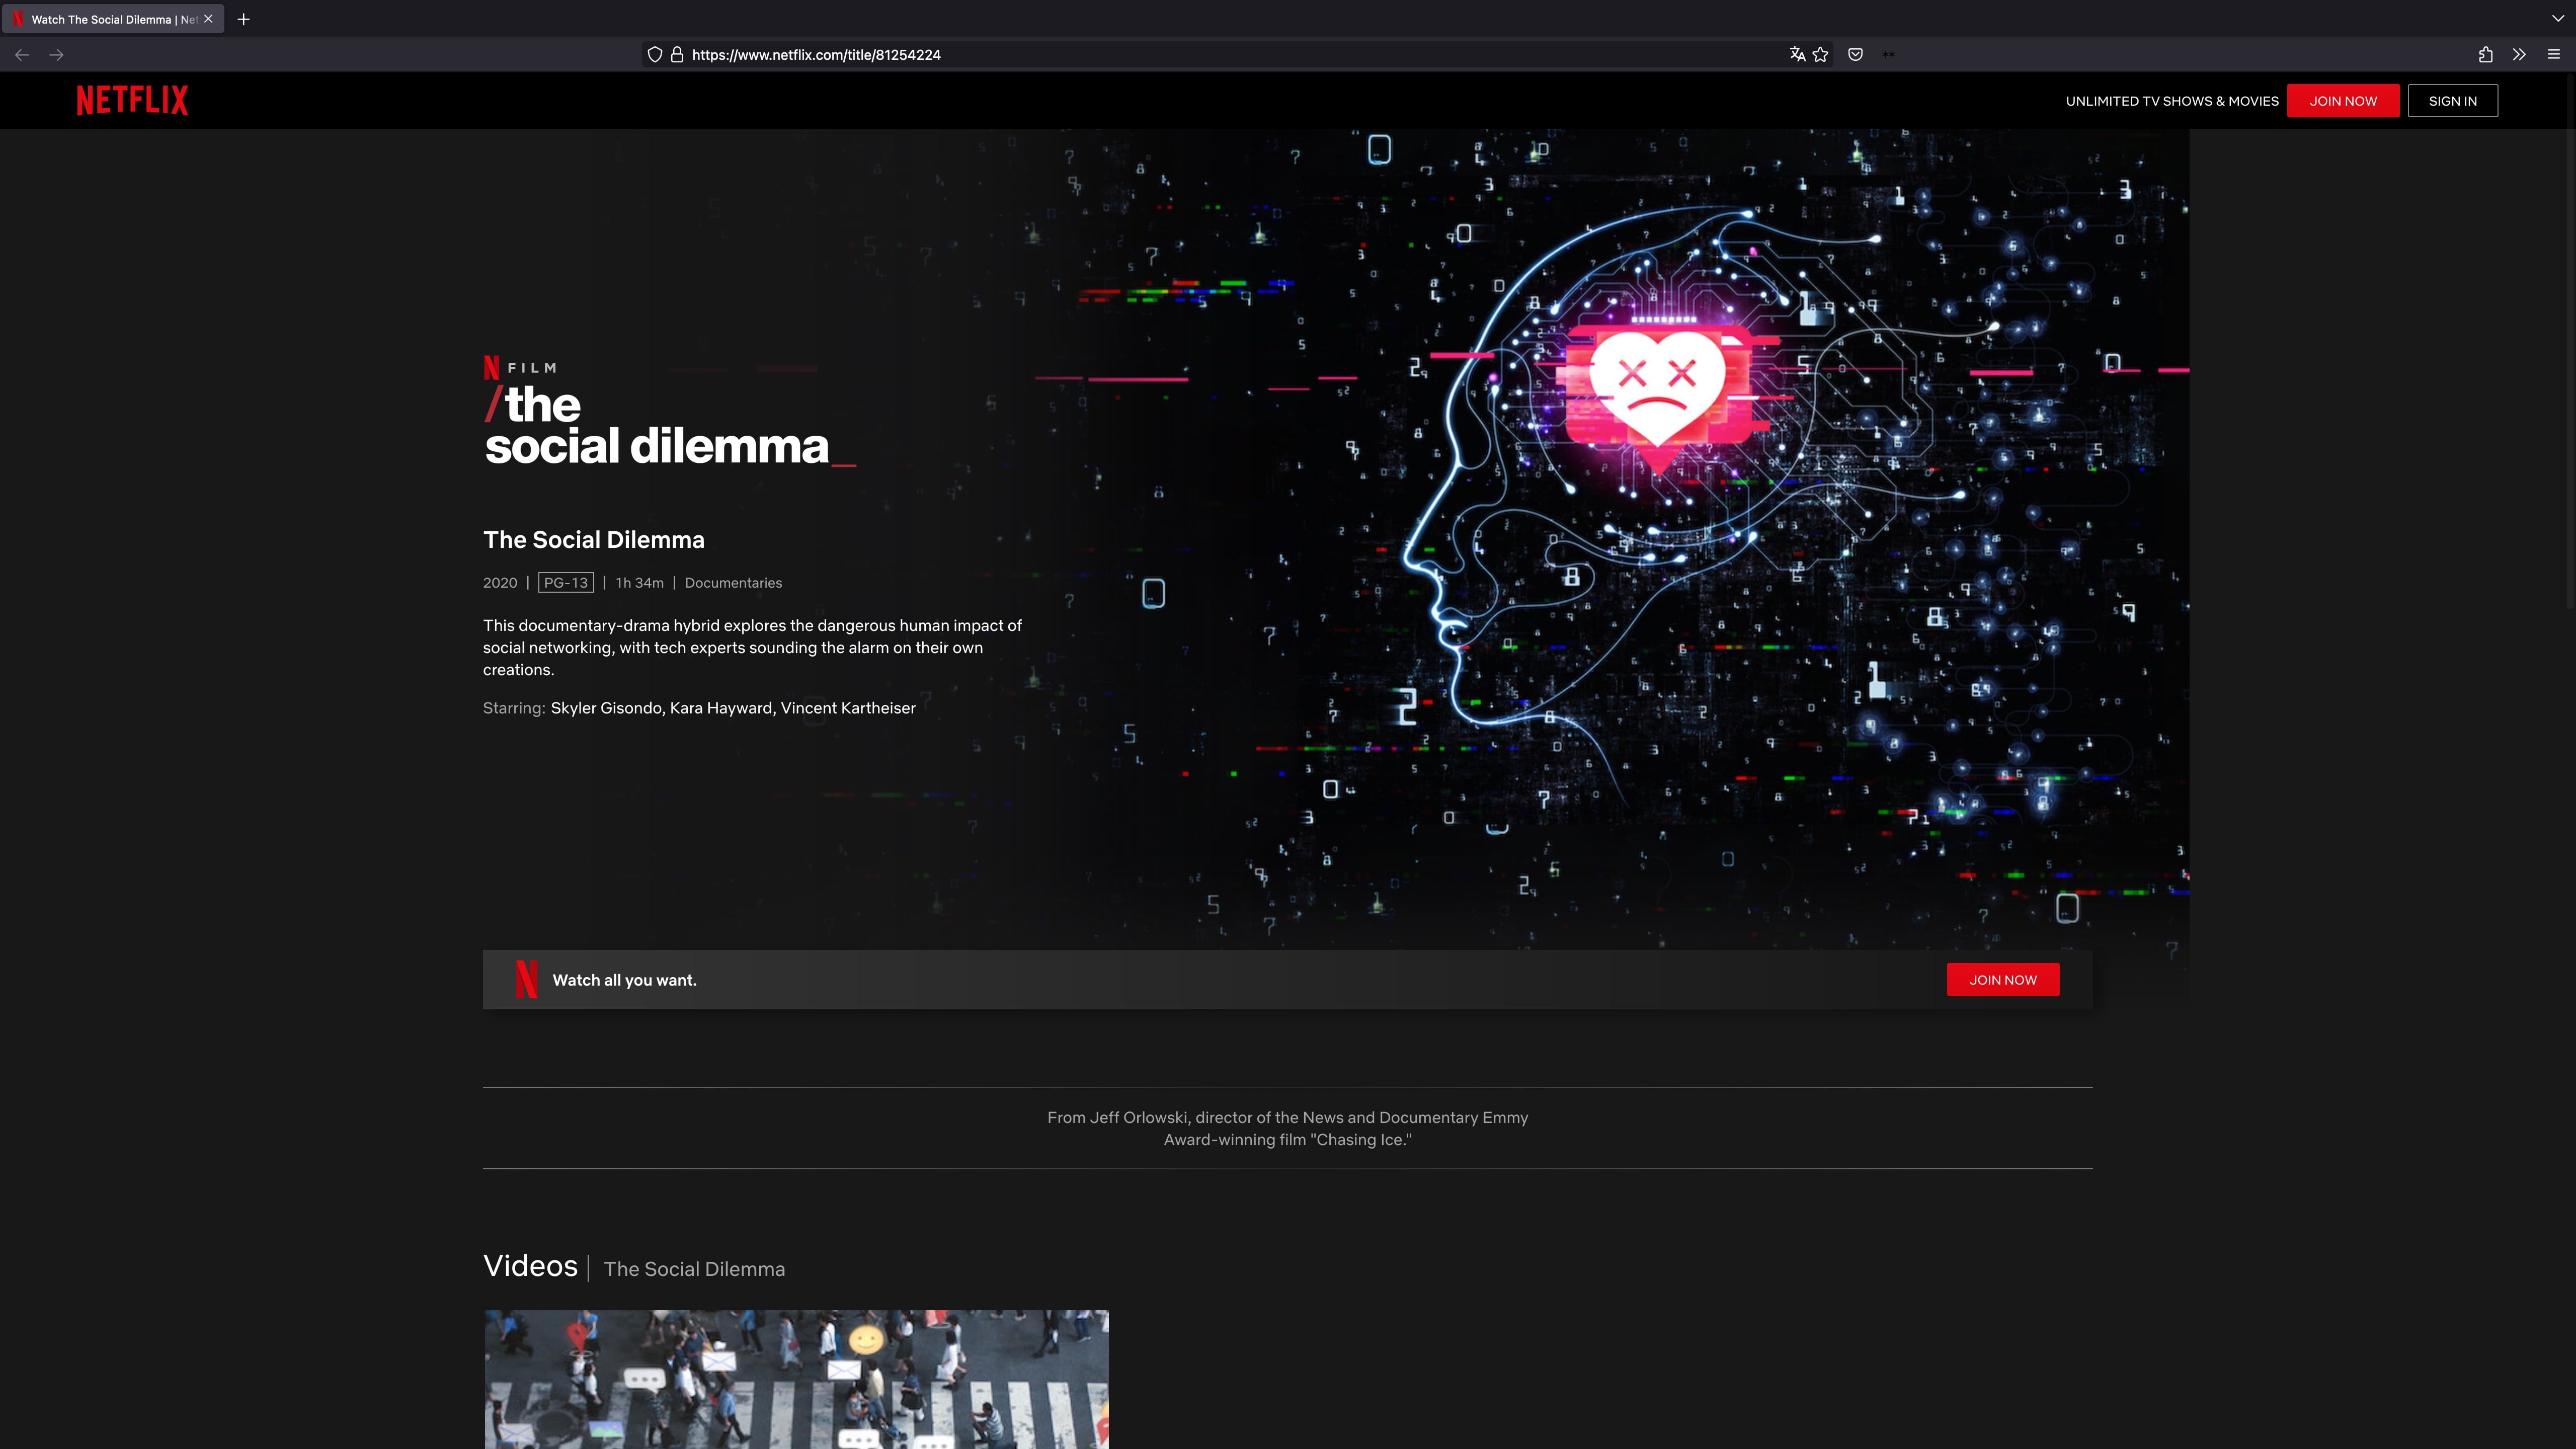 Watch The Social Dilemma | Net
https://www.netflix.com/title/81254224
NETFLIX
UNLIMITED TV SHOWS & MOVIES
JOIN NOW
SIGN IN
N FILM
/the
social dilemma_
The Social Dilemma
2020 | PG-13 | 1h 34m | Documentaries
This documentary-drama hybrid explores the dangerous human impact of
social networking, with tech experts sounding the alarm on their own
creations.
Starring: Skyler Gisondo, Kara Hayward, Vincent Kartheiser
Watch all you want.
JOIN NOW
From Jeff Orlowski, director of the News and Documentary Emmy
Award-winning film "Chasing Ice."
Videos | The Social Dilemma